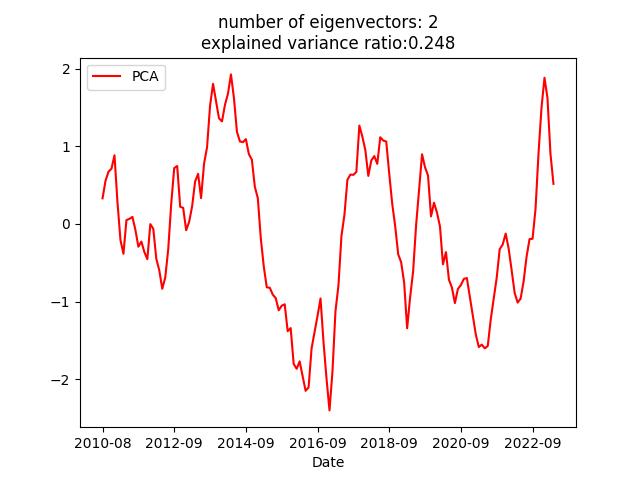 number of eigenvectors: 2
explained variance ratio:0.248
PCA
2
1
0
−1
−2
2010-08 2012-09 2014-09 2016-09 2018-09 2020-09 2022-09
Date